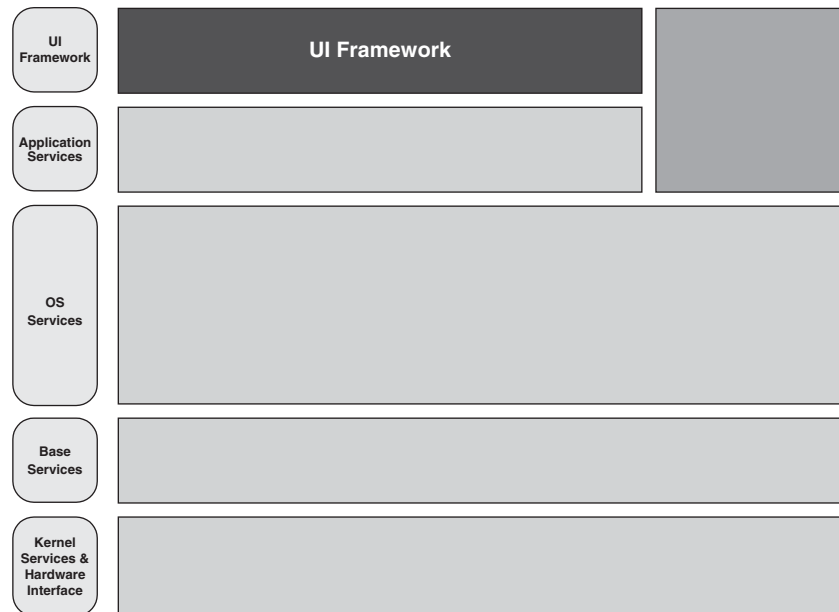 UI
Framework
UI Framework
Application
Services
OS
Services
Base
Services
Kernel
Services &
Hardware
Interface